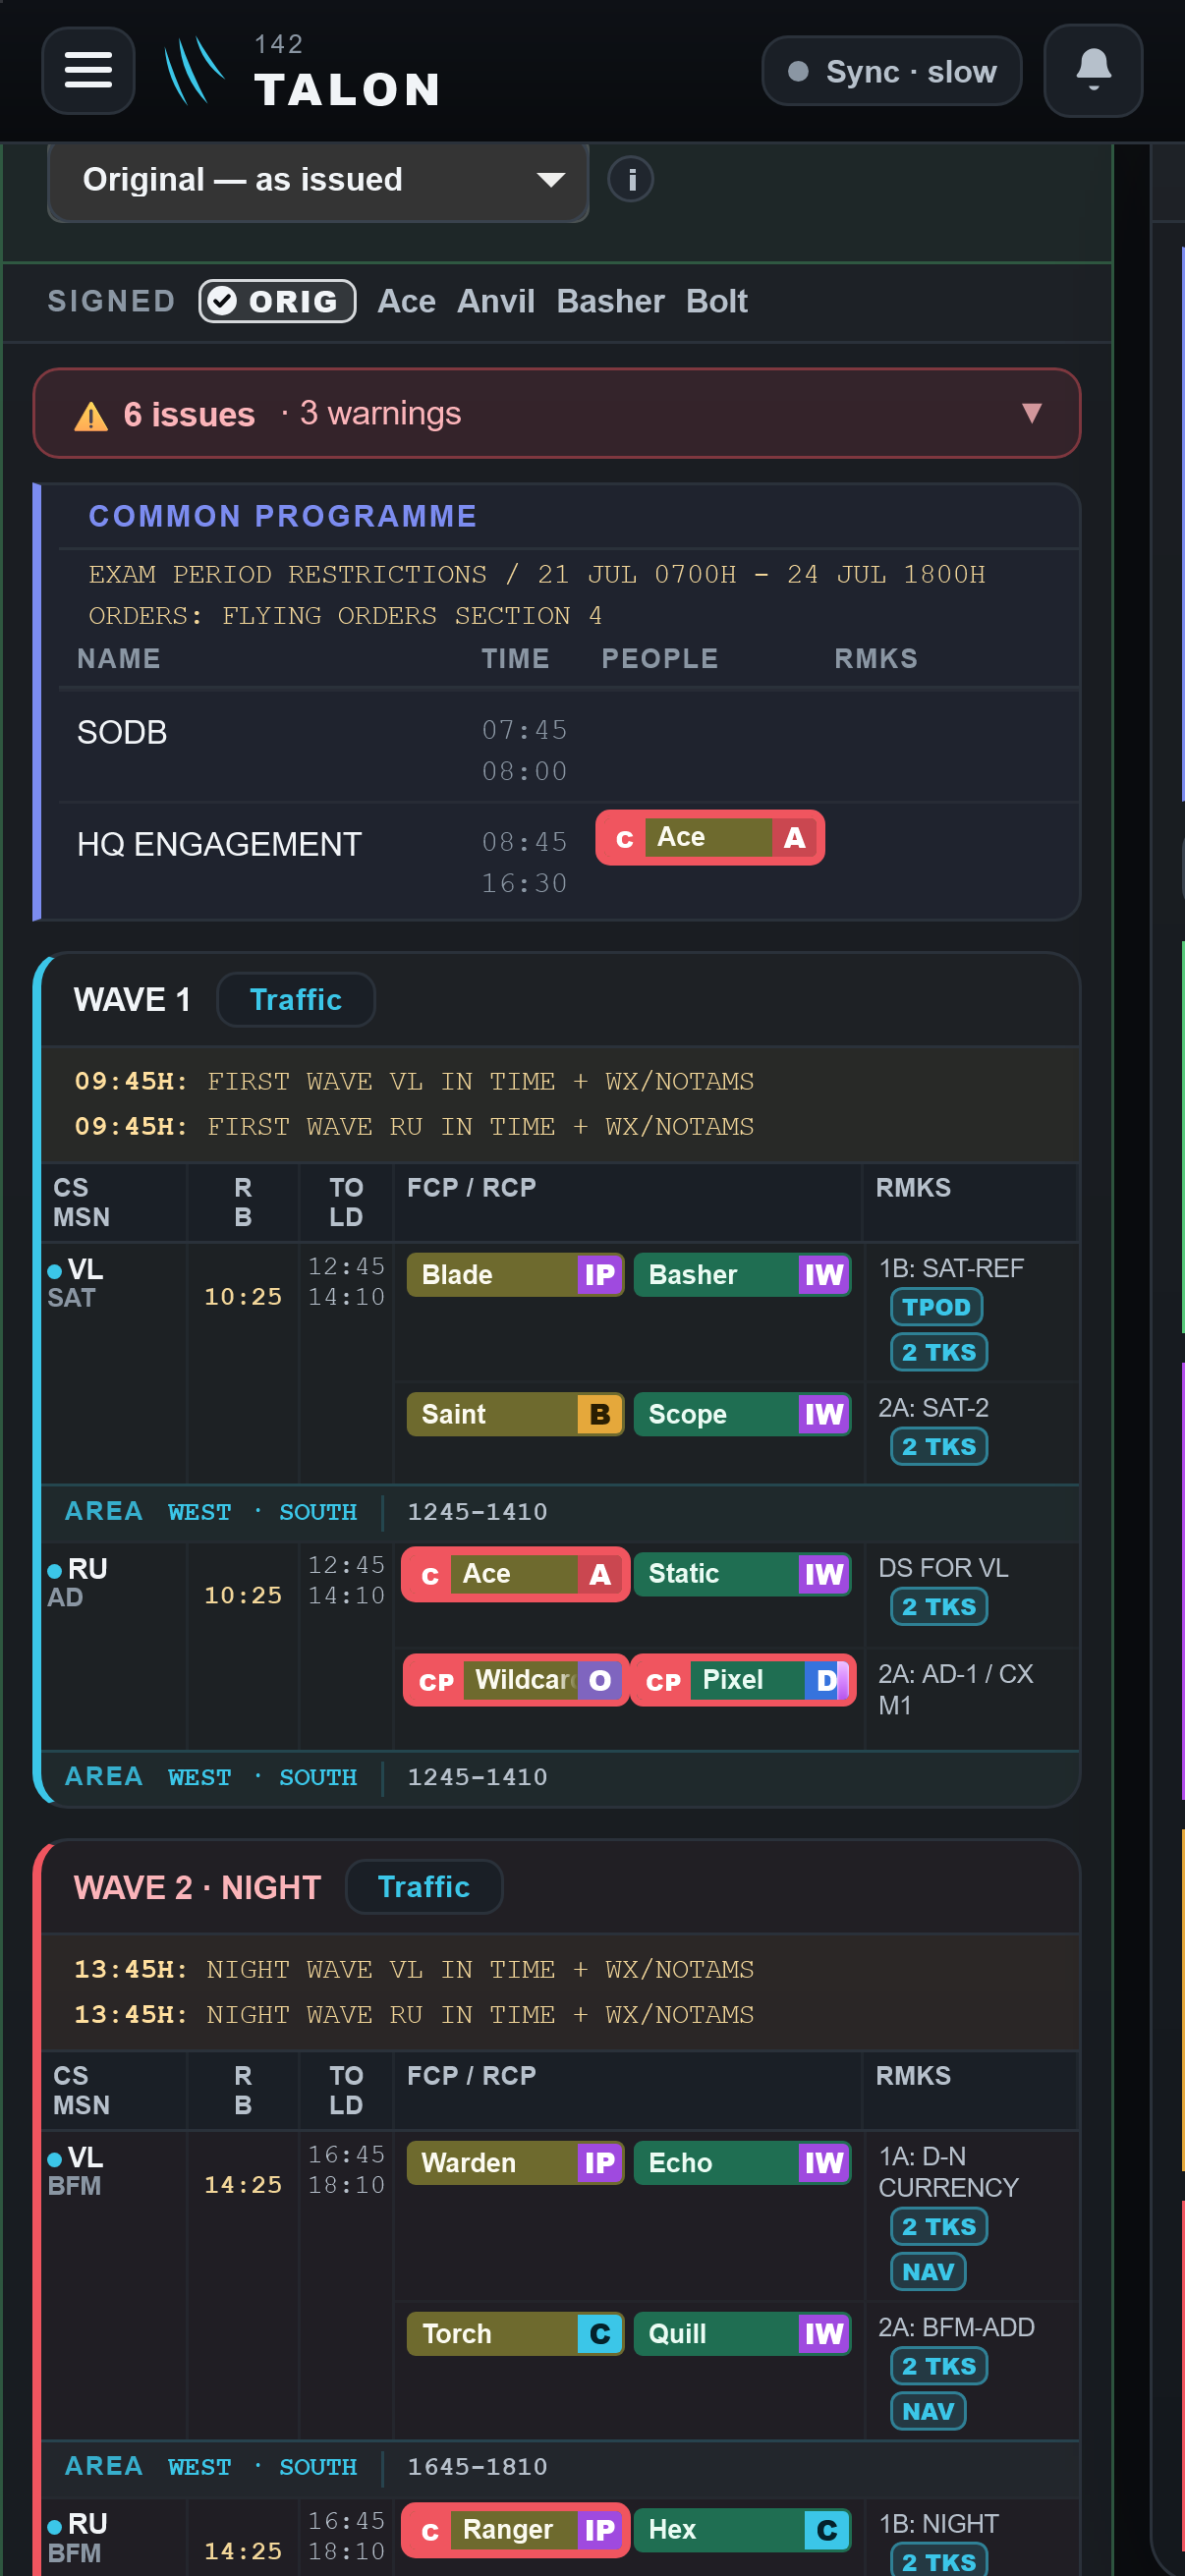 142
TALON
Sync · slow
Original — as issued
i
SIGNED ORIG Ace Anvil Basher Bolt
6 issues · 3 warnings
COMMON PROGRAMME
EXAM PERIOD RESTRICTIONS / 21 JUL 0700H - 24 JUL 1800H
ORDERS: FLYING ORDERS SECTION 4
NAME TIME PEOPLE RMKS
SODB 07:45
08:00
HQ ENGAGEMENT 08:45 C Ace A
16:30
WAVE 1 Traffic
09:45H: FIRST WAVE VL IN TIME + WX/NOTAMS
09:45H: FIRST WAVE RU IN TIME + WX/NOTAMS
CS R TO FCP / RCP RMKS
MSN B LD
VL 12:45 Blade IP Basher IW 1B: SAT-REF
SAT 10:25 14:10 TPOD
2 TKS
Saint B Scope IW 2A: SAT-2
2 TKS
AREA WEST · SOUTH 1245-1410
RU 12:45 C Ace A Static IW DS FOR VL
AD 10:25 14:10 2 TKS
CP Wildcar O CP Pixel D 2A: AD-1 / CX
M1
AREA WEST · SOUTH 1245-1410
WAVE 2 · NIGHT Traffic
13:45H: NIGHT WAVE VL IN TIME + WX/NOTAMS
13:45H: NIGHT WAVE RU IN TIME + WX/NOTAMS
CS R TO FCP / RCP RMKS
MSN B LD
VL 16:45 Warden IP Echo IW 1A: D-N
BFM 14:25 18:10 CURRENCY
2 TKS
NAV
Torch C Quill IW 2A: BFM-ADD
2 TKS
NAV
AREA WEST · SOUTH 1645-1810
RU 16:45 C Ranger IP Hex C 1B: NIGHT
BFM 14:25 18:10 2 TKS